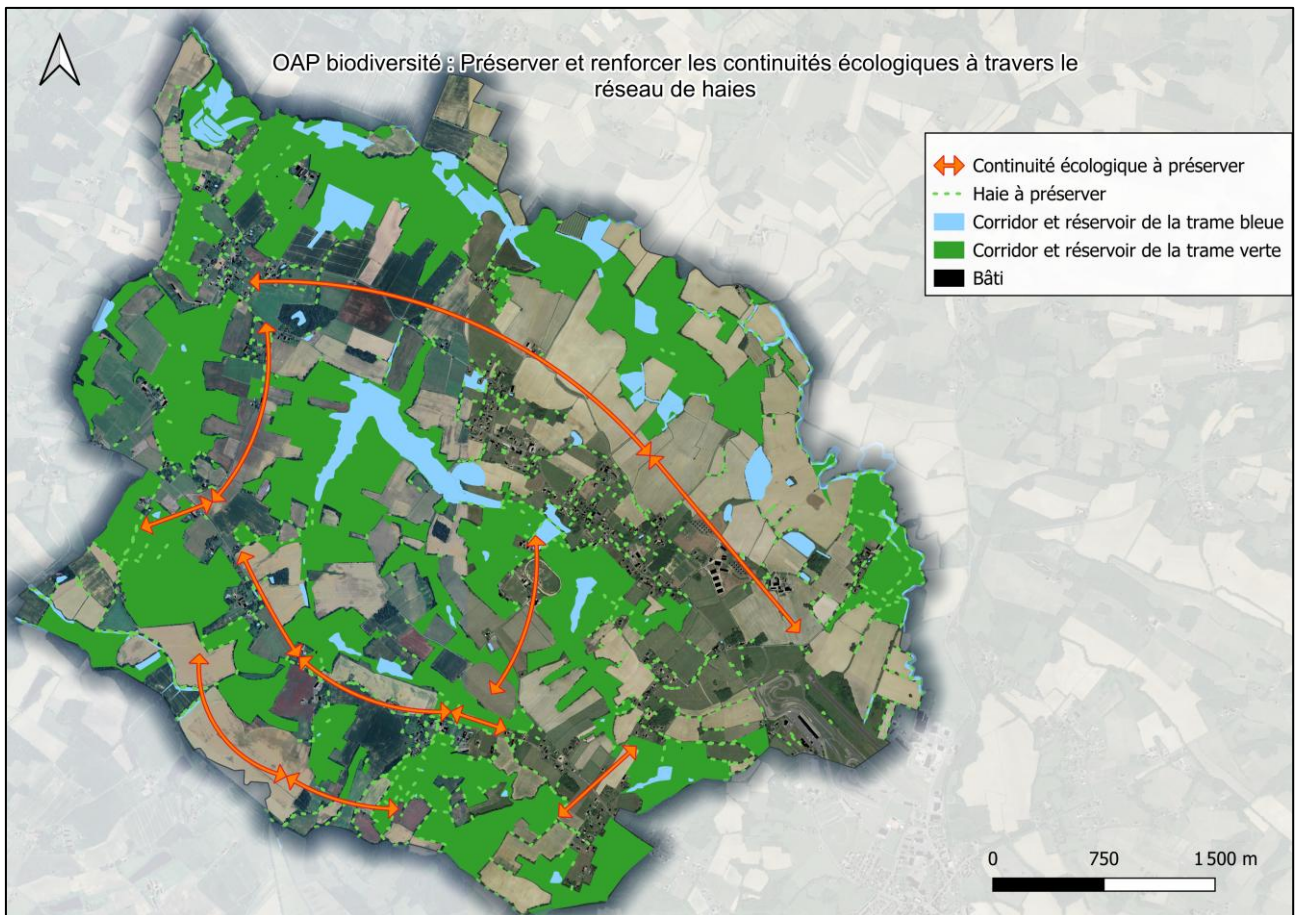 OAP biodiversité : Préserver et renforcer les continuités écologiques à travers le
réseau de haies
Continuité écologique à préserver
Haie à préserver
Corridor et réservoir de la trame bleue
Corridor et réservoir de la trame verte
Bâti
0 750 1 500 m